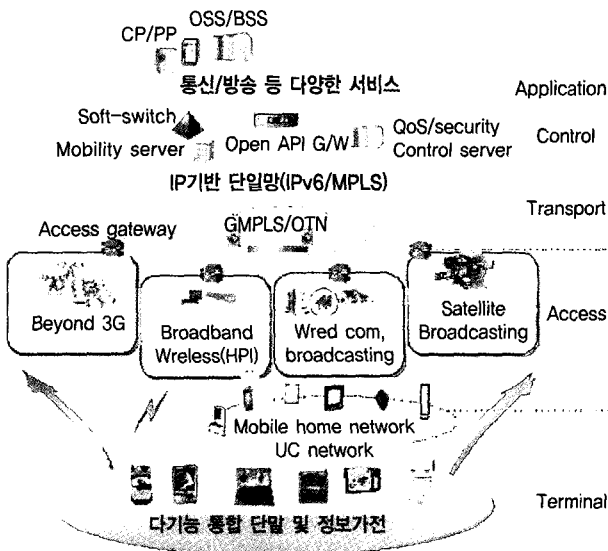 OSS/BSS
CP/PP
통신/방송 등 다양한 서비스
Application
Soft-switch
Mobility server
Open API G/W
QoS/security
Control server
Control
IP기반 단일망(IPv6/MPLS)
Transport
Access gateway
GMPLS/OTN
Beyond 3G
Broadband
Wreless(HPI)
Wred com,
broadcasting
Satellite
Broadcasting
Access
Mobile home network
UC network
다기능 통합 단말 및 정보가전
Terminal